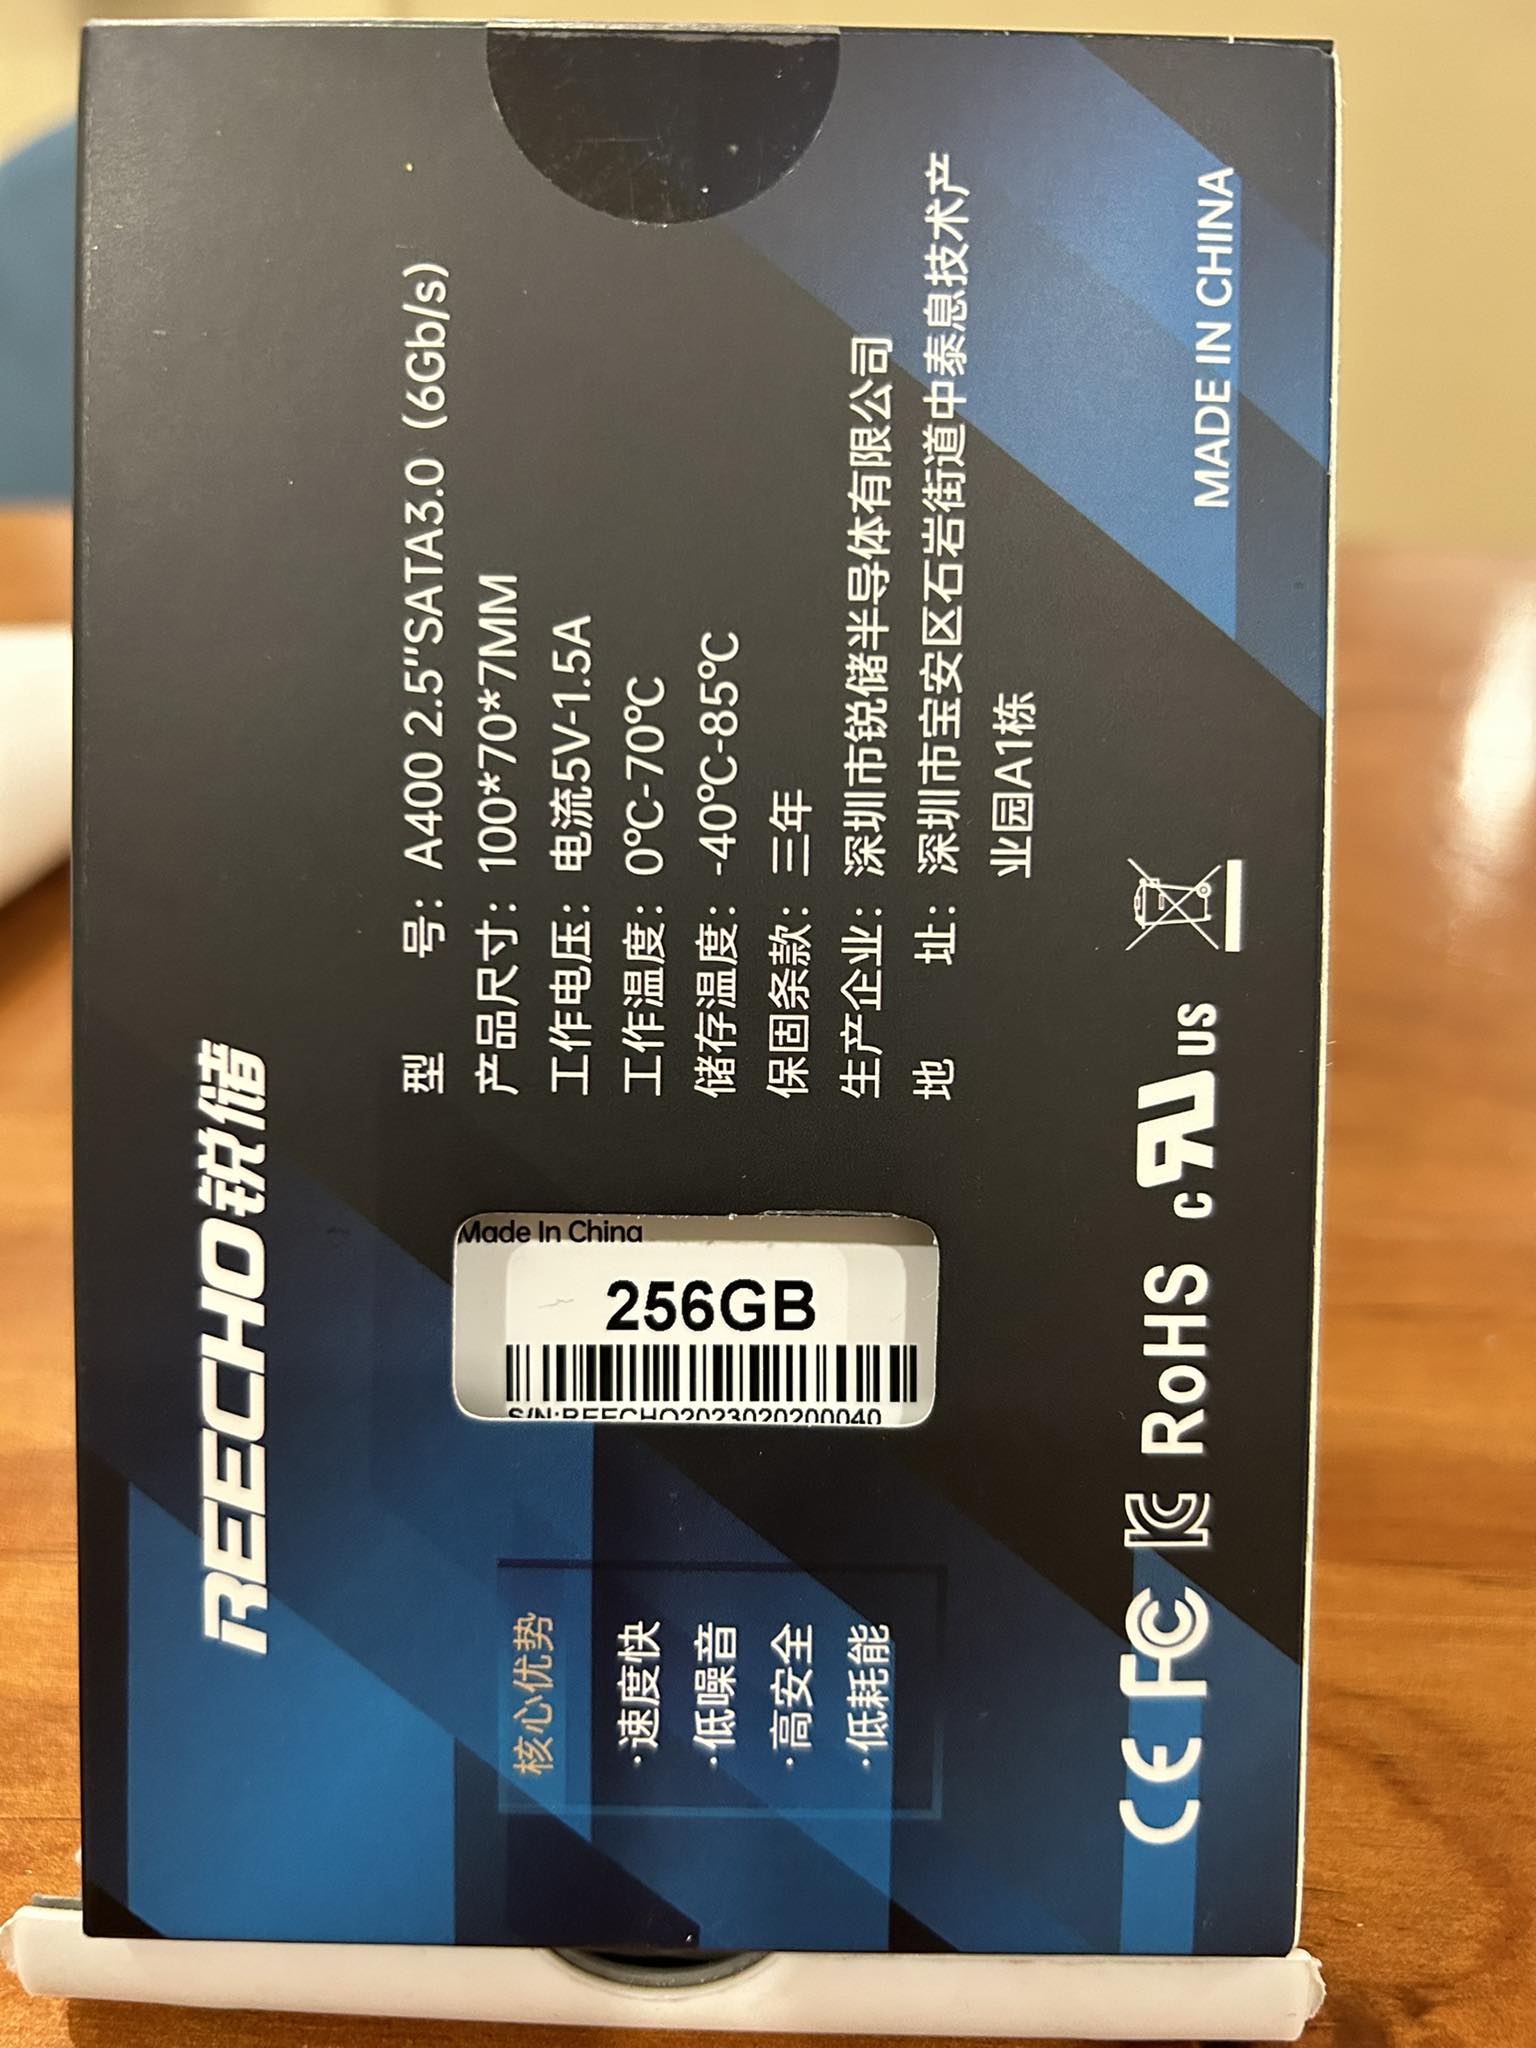 REECHO锐储
型 号：A400 2.5"SATA3.0 (6Gb/s)
产品尺寸：100*70*7MM
工作电压：电流5V-1.5A
工作温度：0℃-70℃
储存温度：-40℃-85℃
保固条款：三年
生产企业：深圳市锐储半导体有限公司
地 址：深圳市宝安区石岩街道中泰息技术产
业园A1栋
Made In China
256GB
S/N:REECHO2023020200040
核心优势
·速度快
·低噪音
·高安全
·低耗能
CE FC KC RoHS c UL US
MADE IN CHINA